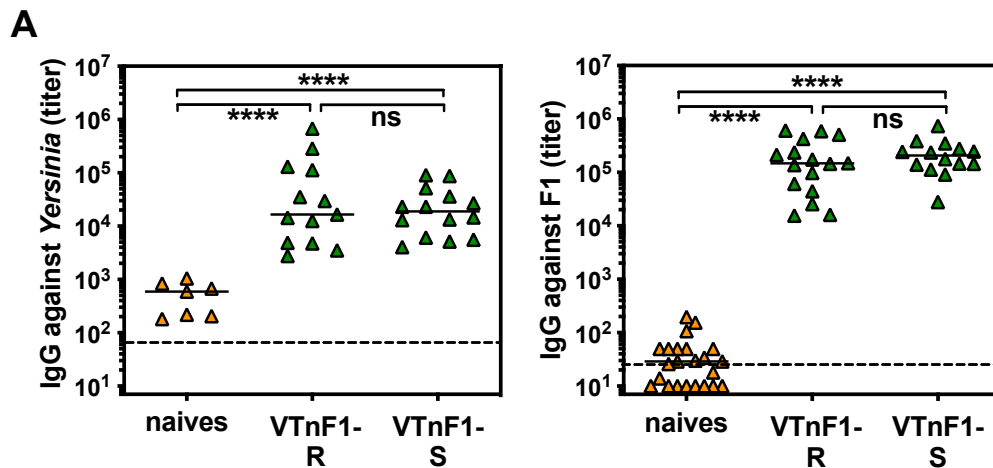 A
IgG against Yersinia (titer)
10⁷
10⁶
10⁵
10⁴
10³
10²
10¹
****
****
ns
naives
VTnF1-
R
VTnF1-
S
IgG against F1 (titer)
10⁷
10⁶
10⁵
10⁴
10³
10²
10¹
****
****
ns
naives
VTnF1-
R
VTnF1-
S